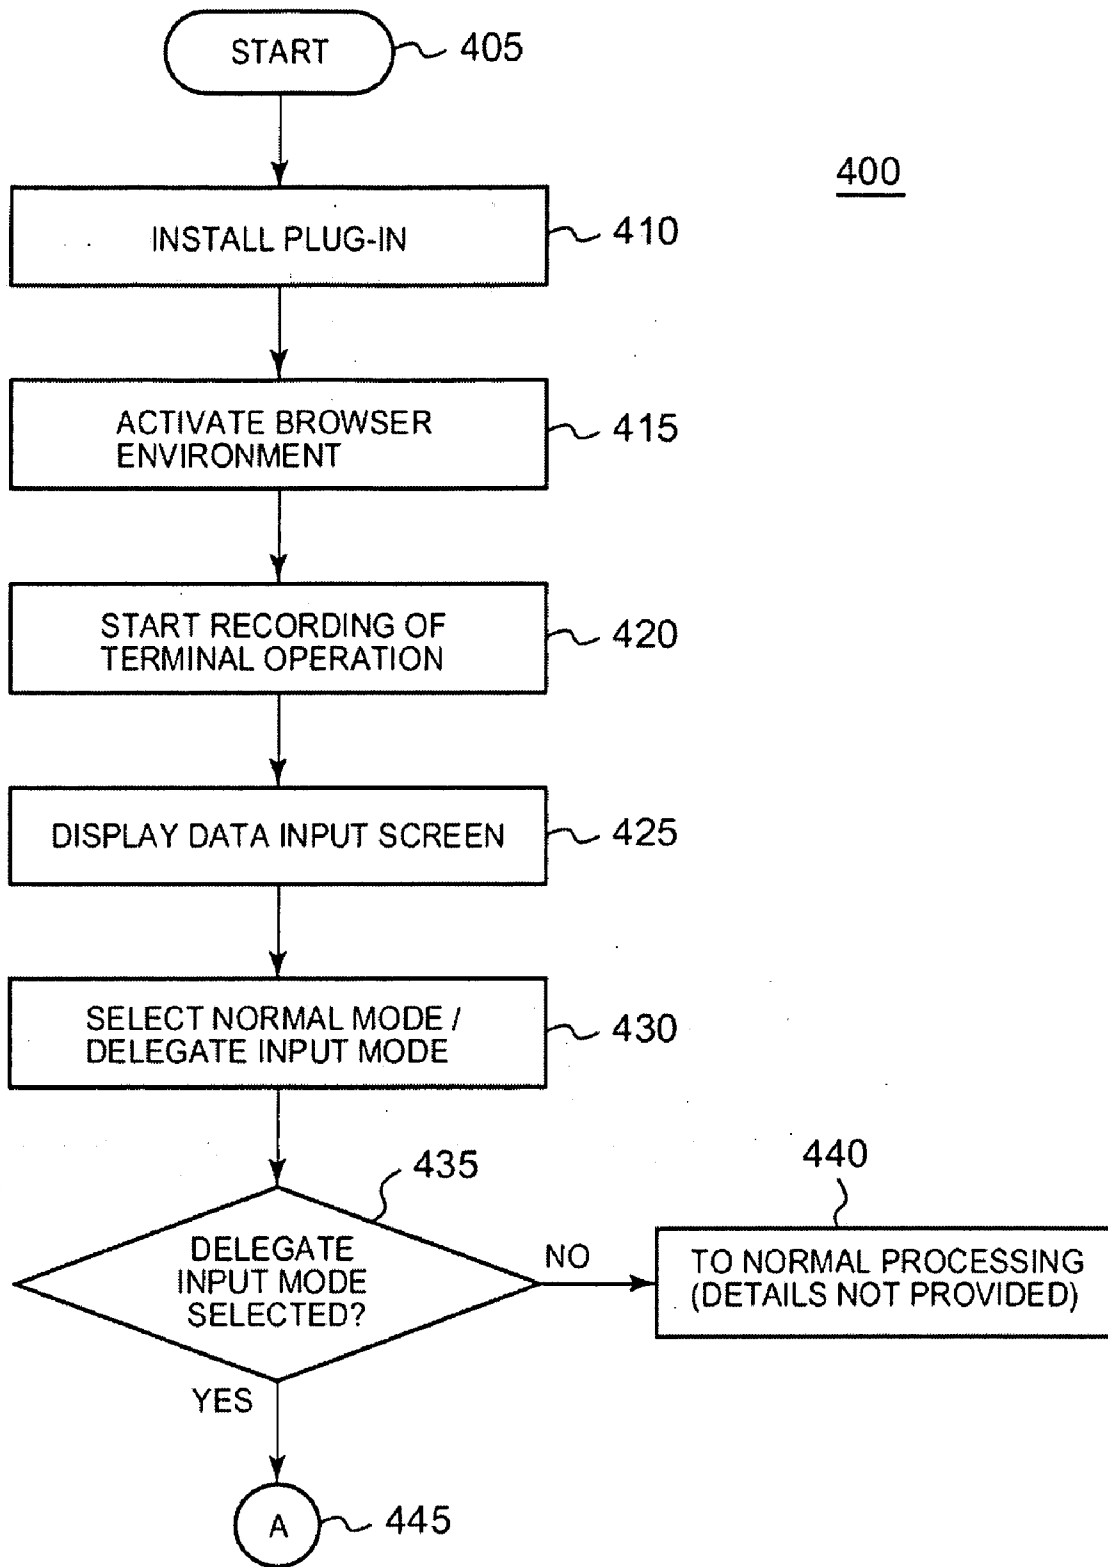 START
405
400
INSTALL PLUG-IN
410
ACTIVATE BROWSER
ENVIRONMENT
415
START RECORDING OF
TERMINAL OPERATION
420
DISPLAY DATA INPUT SCREEN
425
SELECT NORMAL MODE /
DELEGATE INPUT MODE
430
435
440
DELEGATE
INPUT MODE
SELECTED?
NO
TO NORMAL PROCESSING
(DETAILS NOT PROVIDED)
YES
A
445